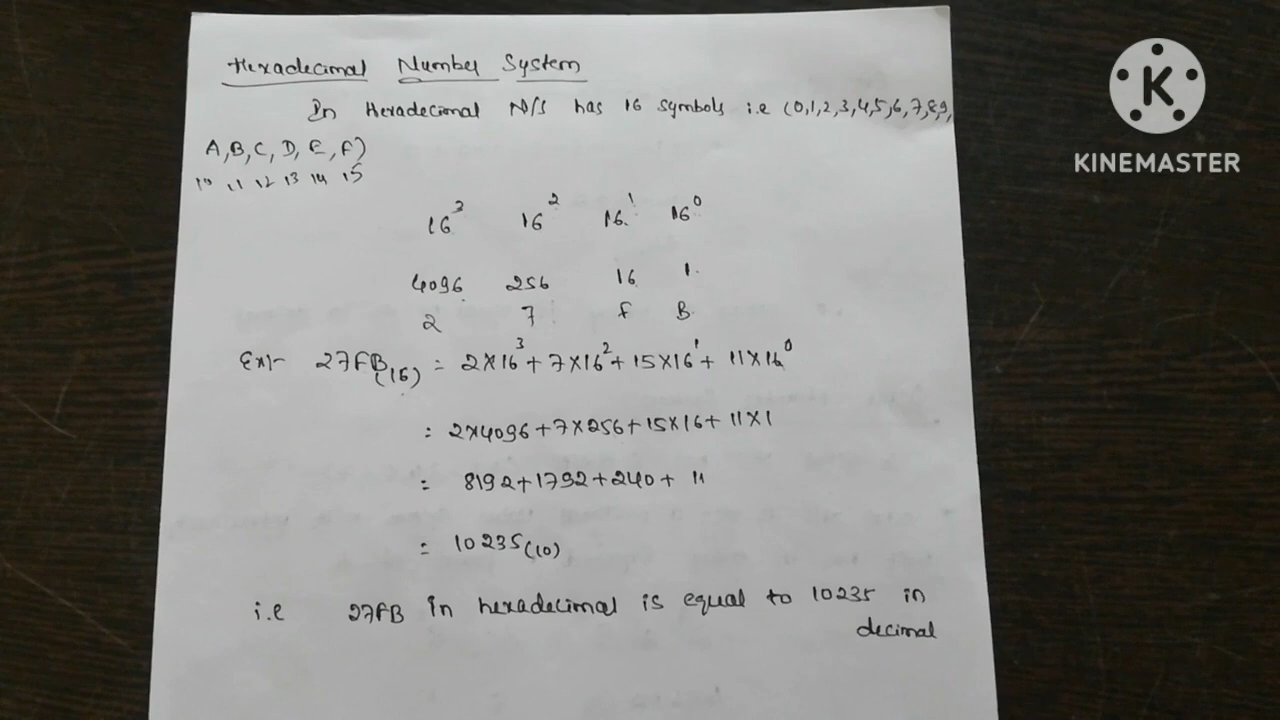 Hexadecimal Number System
In Hexadecimal N/S has 16 symbols i.e (0,1,2,3,4,5,6,7,8,9,
A,B,C,D,E,F)
10 11 12 13 14 15
16³ 16² 16¹ 16⁰
4096 256 16 1
2 7 F B
Ex:- 27FB(16) = 2×16³+7×16²+15×16¹+11×16⁰
= 2×4096+7×256+15×16+11×1
= 8192+1792+240+11
= 10235(10)
i.e 27FB in hexadecimal is equal to 10235 in
decimal
K
KINEMASTER